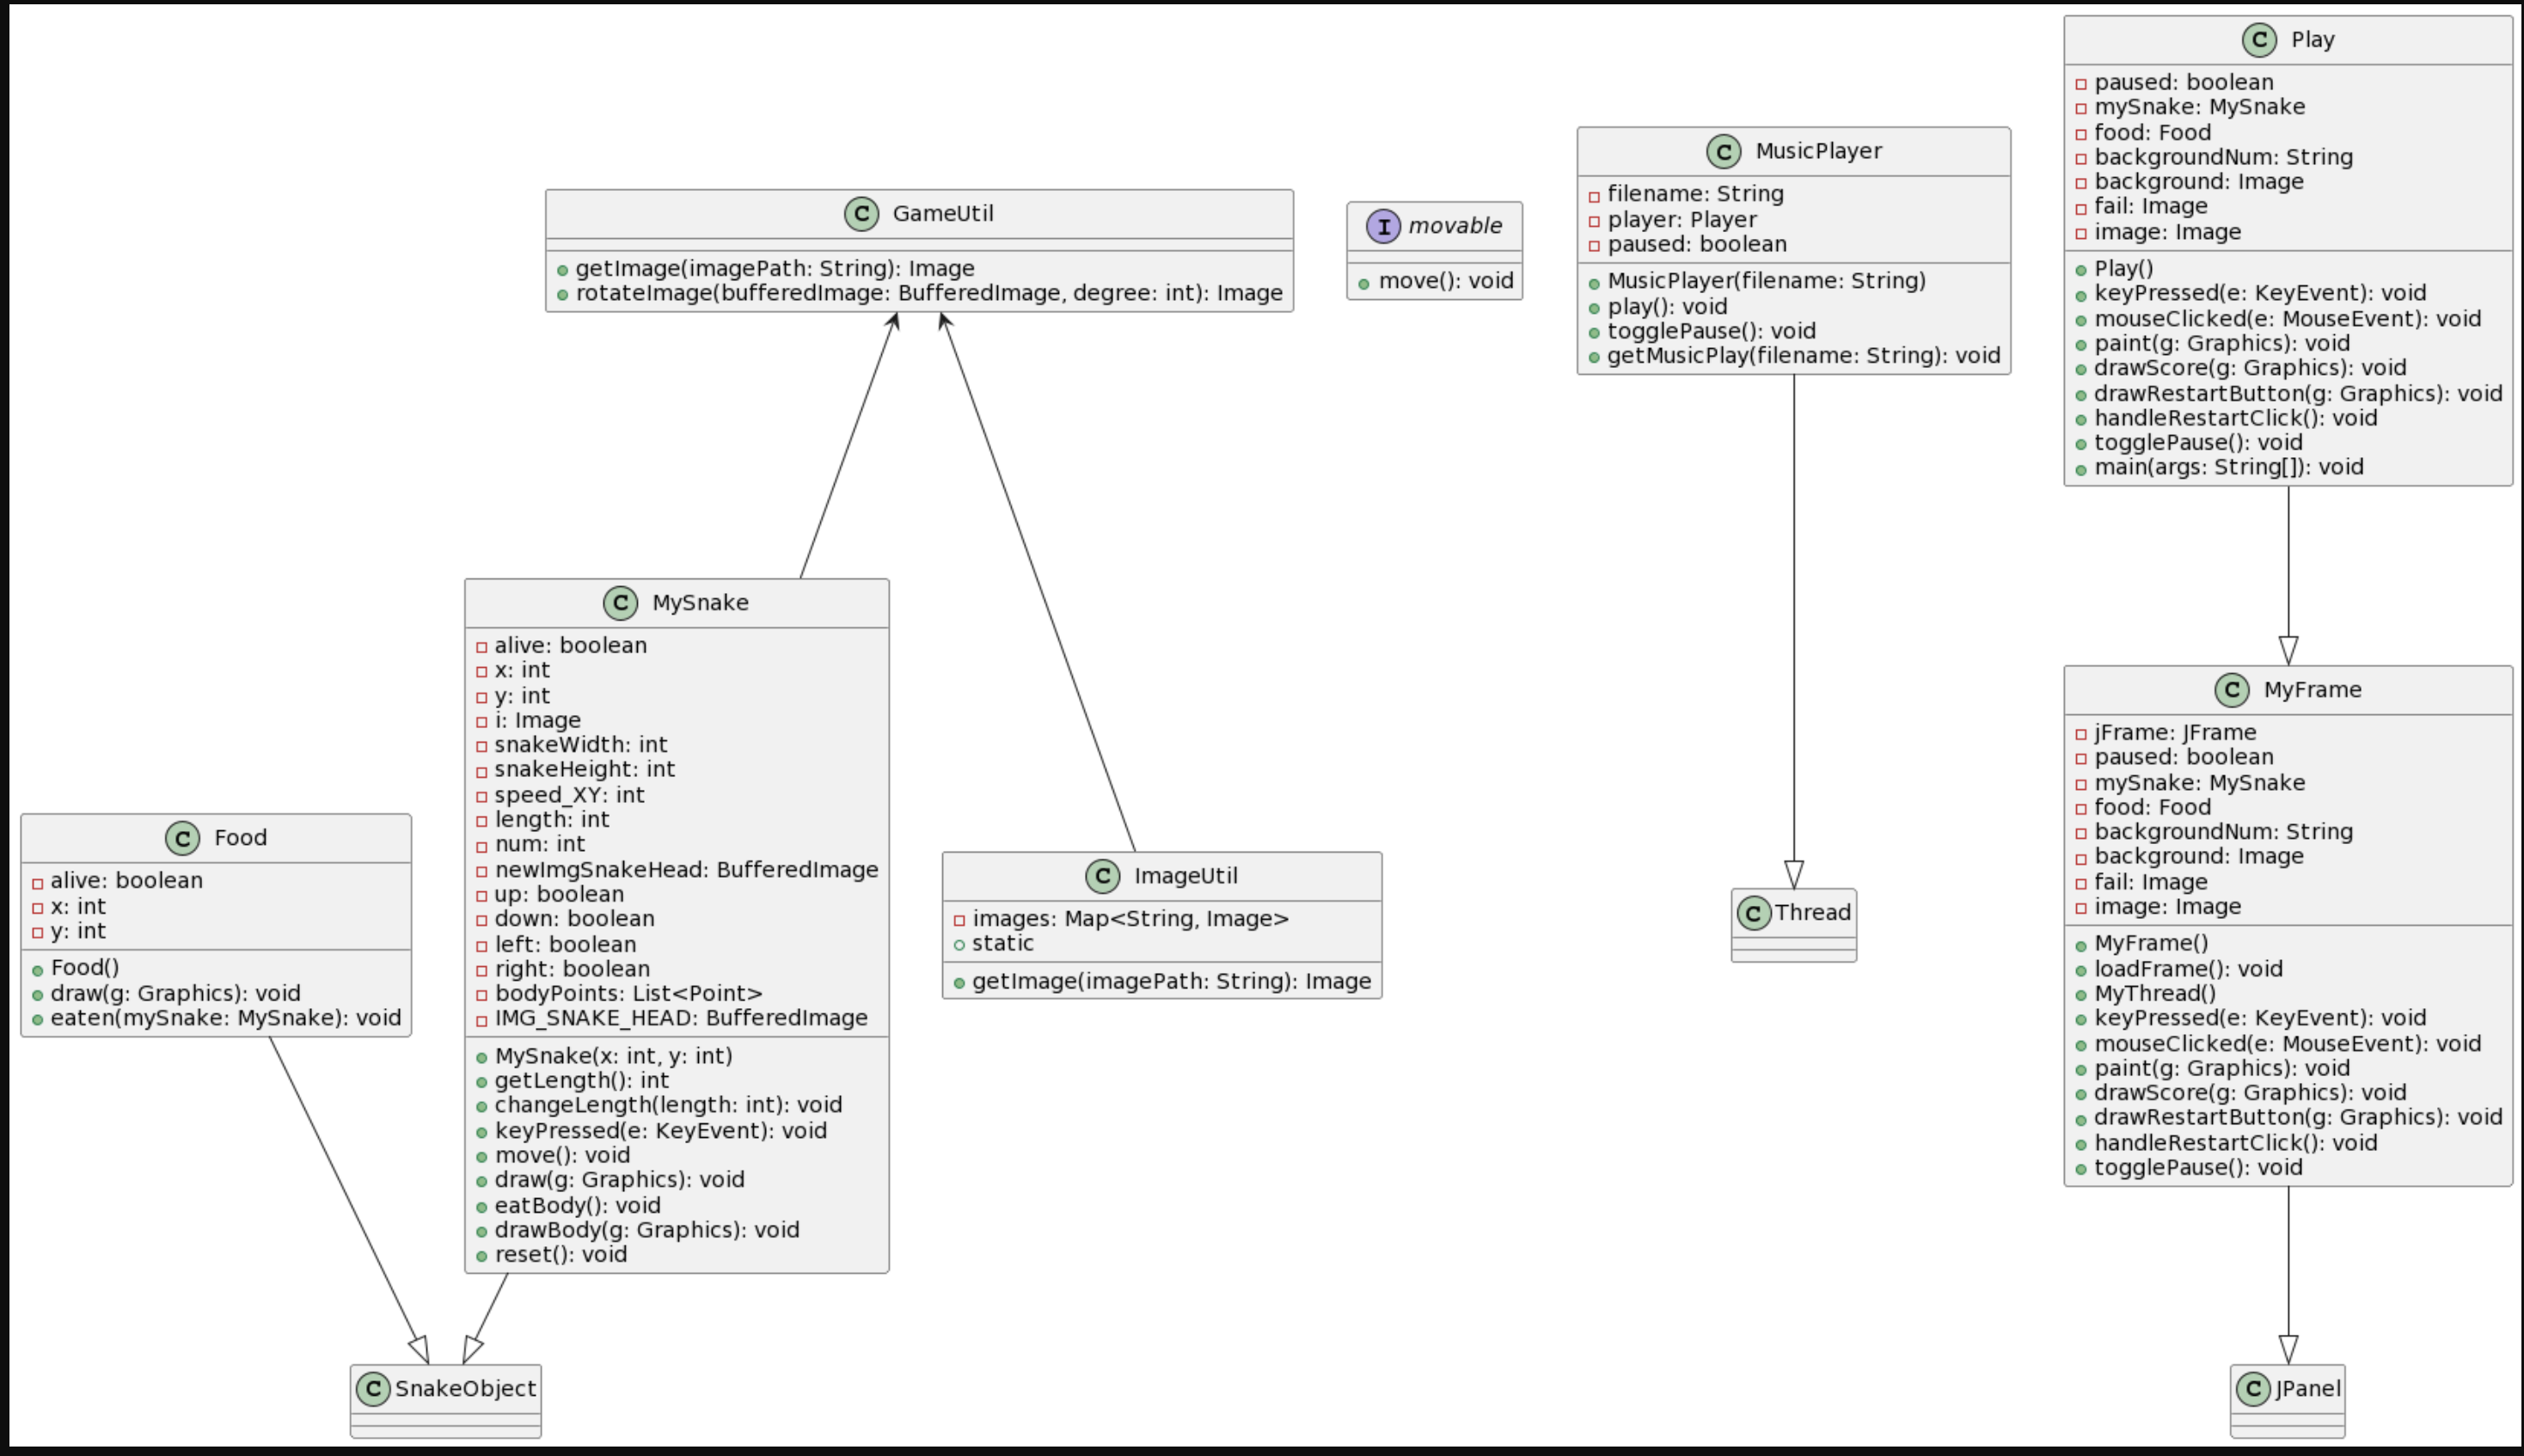 C GameUtil
getImage(imagePath: String): Image
rotateImage(bufferedImage: BufferedImage, degree: int): Image
I movable
move(): void
C MusicPlayer
filename: String
player: Player
paused: boolean
MusicPlayer(filename: String)
play(): void
togglePause(): void
getMusicPlay(filename: String): void
C Play
paused: boolean
mySnake: MySnake
food: Food
backgroundNum: String
background: Image
fail: Image
image: Image
Play()
keyPressed(e: KeyEvent): void
mouseClicked(e: MouseEvent): void
paint(g: Graphics): void
drawScore(g: Graphics): void
drawRestartButton(g: Graphics): void
handleRestartClick(): void
togglePause(): void
main(args: String[]): void
C Food
alive: boolean
x: int
y: int
Food()
draw(g: Graphics): void
eaten(mySnake: MySnake): void
C MySnake
alive: boolean
x: int
y: int
i: Image
snakeWidth: int
snakeHeight: int
speed_XY: int
length: int
num: int
newImgSnakeHead: BufferedImage
up: boolean
down: boolean
left: boolean
right: boolean
bodyPoints: List<Point>
IMG_SNAKE_HEAD: BufferedImage
MySnake(x: int, y: int)
getLength(): int
changeLength(length: int): void
keyPressed(e: KeyEvent): void
move(): void
draw(g: Graphics): void
eatBody(): void
drawBody(g: Graphics): void
reset(): void
C ImageUtil
images: Map<String, Image>
static
getImage(imagePath: String): Image
C Thread
C MyFrame
jFrame: JFrame
paused: boolean
mySnake: MySnake
food: Food
backgroundNum: String
background: Image
fail: Image
image: Image
MyFrame()
loadFrame(): void
MyThread()
keyPressed(e: KeyEvent): void
mouseClicked(e: MouseEvent): void
paint(g: Graphics): void
drawScore(g: Graphics): void
drawRestartButton(g: Graphics): void
handleRestartClick(): void
togglePause(): void
C SnakeObject
C JPanel